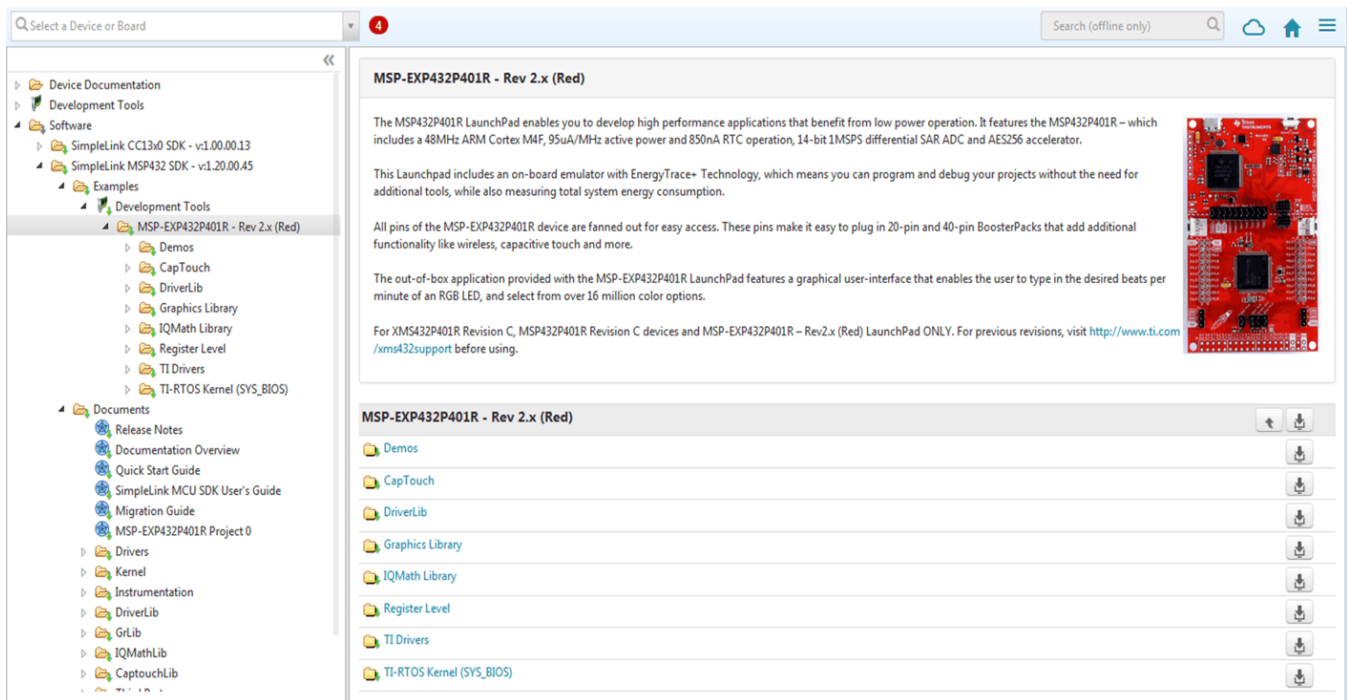 Select a Device or Board
4
Search (offline only)
Device Documentation
Development Tools
Software
SimpleLink CC13x0 SDK - v:1.00.00.13
SimpleLink MSP432 SDK - v:1.20.00.45
Examples
Development Tools
MSP-EXP432P401R - Rev 2.x (Red)
Demos
CapTouch
DriverLib
Graphics Library
IQMath Library
Register Level
TI Drivers
TI-RTOS Kernel (SYS_BIOS)
Documents
Release Notes
Documentation Overview
Quick Start Guide
SimpleLink MCU SDK User's Guide
Migration Guide
MSP-EXP432P401R Project 0
Drivers
Kernel
Instrumentation
DriverLib
GrLib
IQMathLib
CaptouchLib
MSP-EXP432P401R - Rev 2.x (Red)
The MSP432P401R LaunchPad enables you to develop high performance applications that benefit from low power operation. It features the MSP432P401R – which
includes a 48MHz ARM Cortex M4F, 95uA/MHz active power and 850nA RTC operation, 14-bit 1MSPS differential SAR ADC and AES256 accelerator.
This Launchpad includes an on-board emulator with EnergyTrace+ Technology, which means you can program and debug your projects without the need for
additional tools, while also measuring total system energy consumption.
All pins of the MSP-EXP432P401R device are fanned out for easy access. These pins make it easy to plug in 20-pin and 40-pin BoosterPacks that add additional
functionality like wireless, capacitive touch and more.
The out-of-box application provided with the MSP-EXP432P401R LaunchPad features a graphical user-interface that enables the user to type in the desired beats per
minute of an RGB LED, and select from over 16 million color options.
For XMS432P401R Revision C, MSP432P401R Revision C devices and MSP-EXP432P401R – Rev2.x (Red) LaunchPad ONLY. For previous revisions, visit http://www.ti.com
/xms432support before using.
MSP-EXP432P401R - Rev 2.x (Red)
Demos
CapTouch
DriverLib
Graphics Library
IQMath Library
Register Level
TI Drivers
TI-RTOS Kernel (SYS_BIOS)